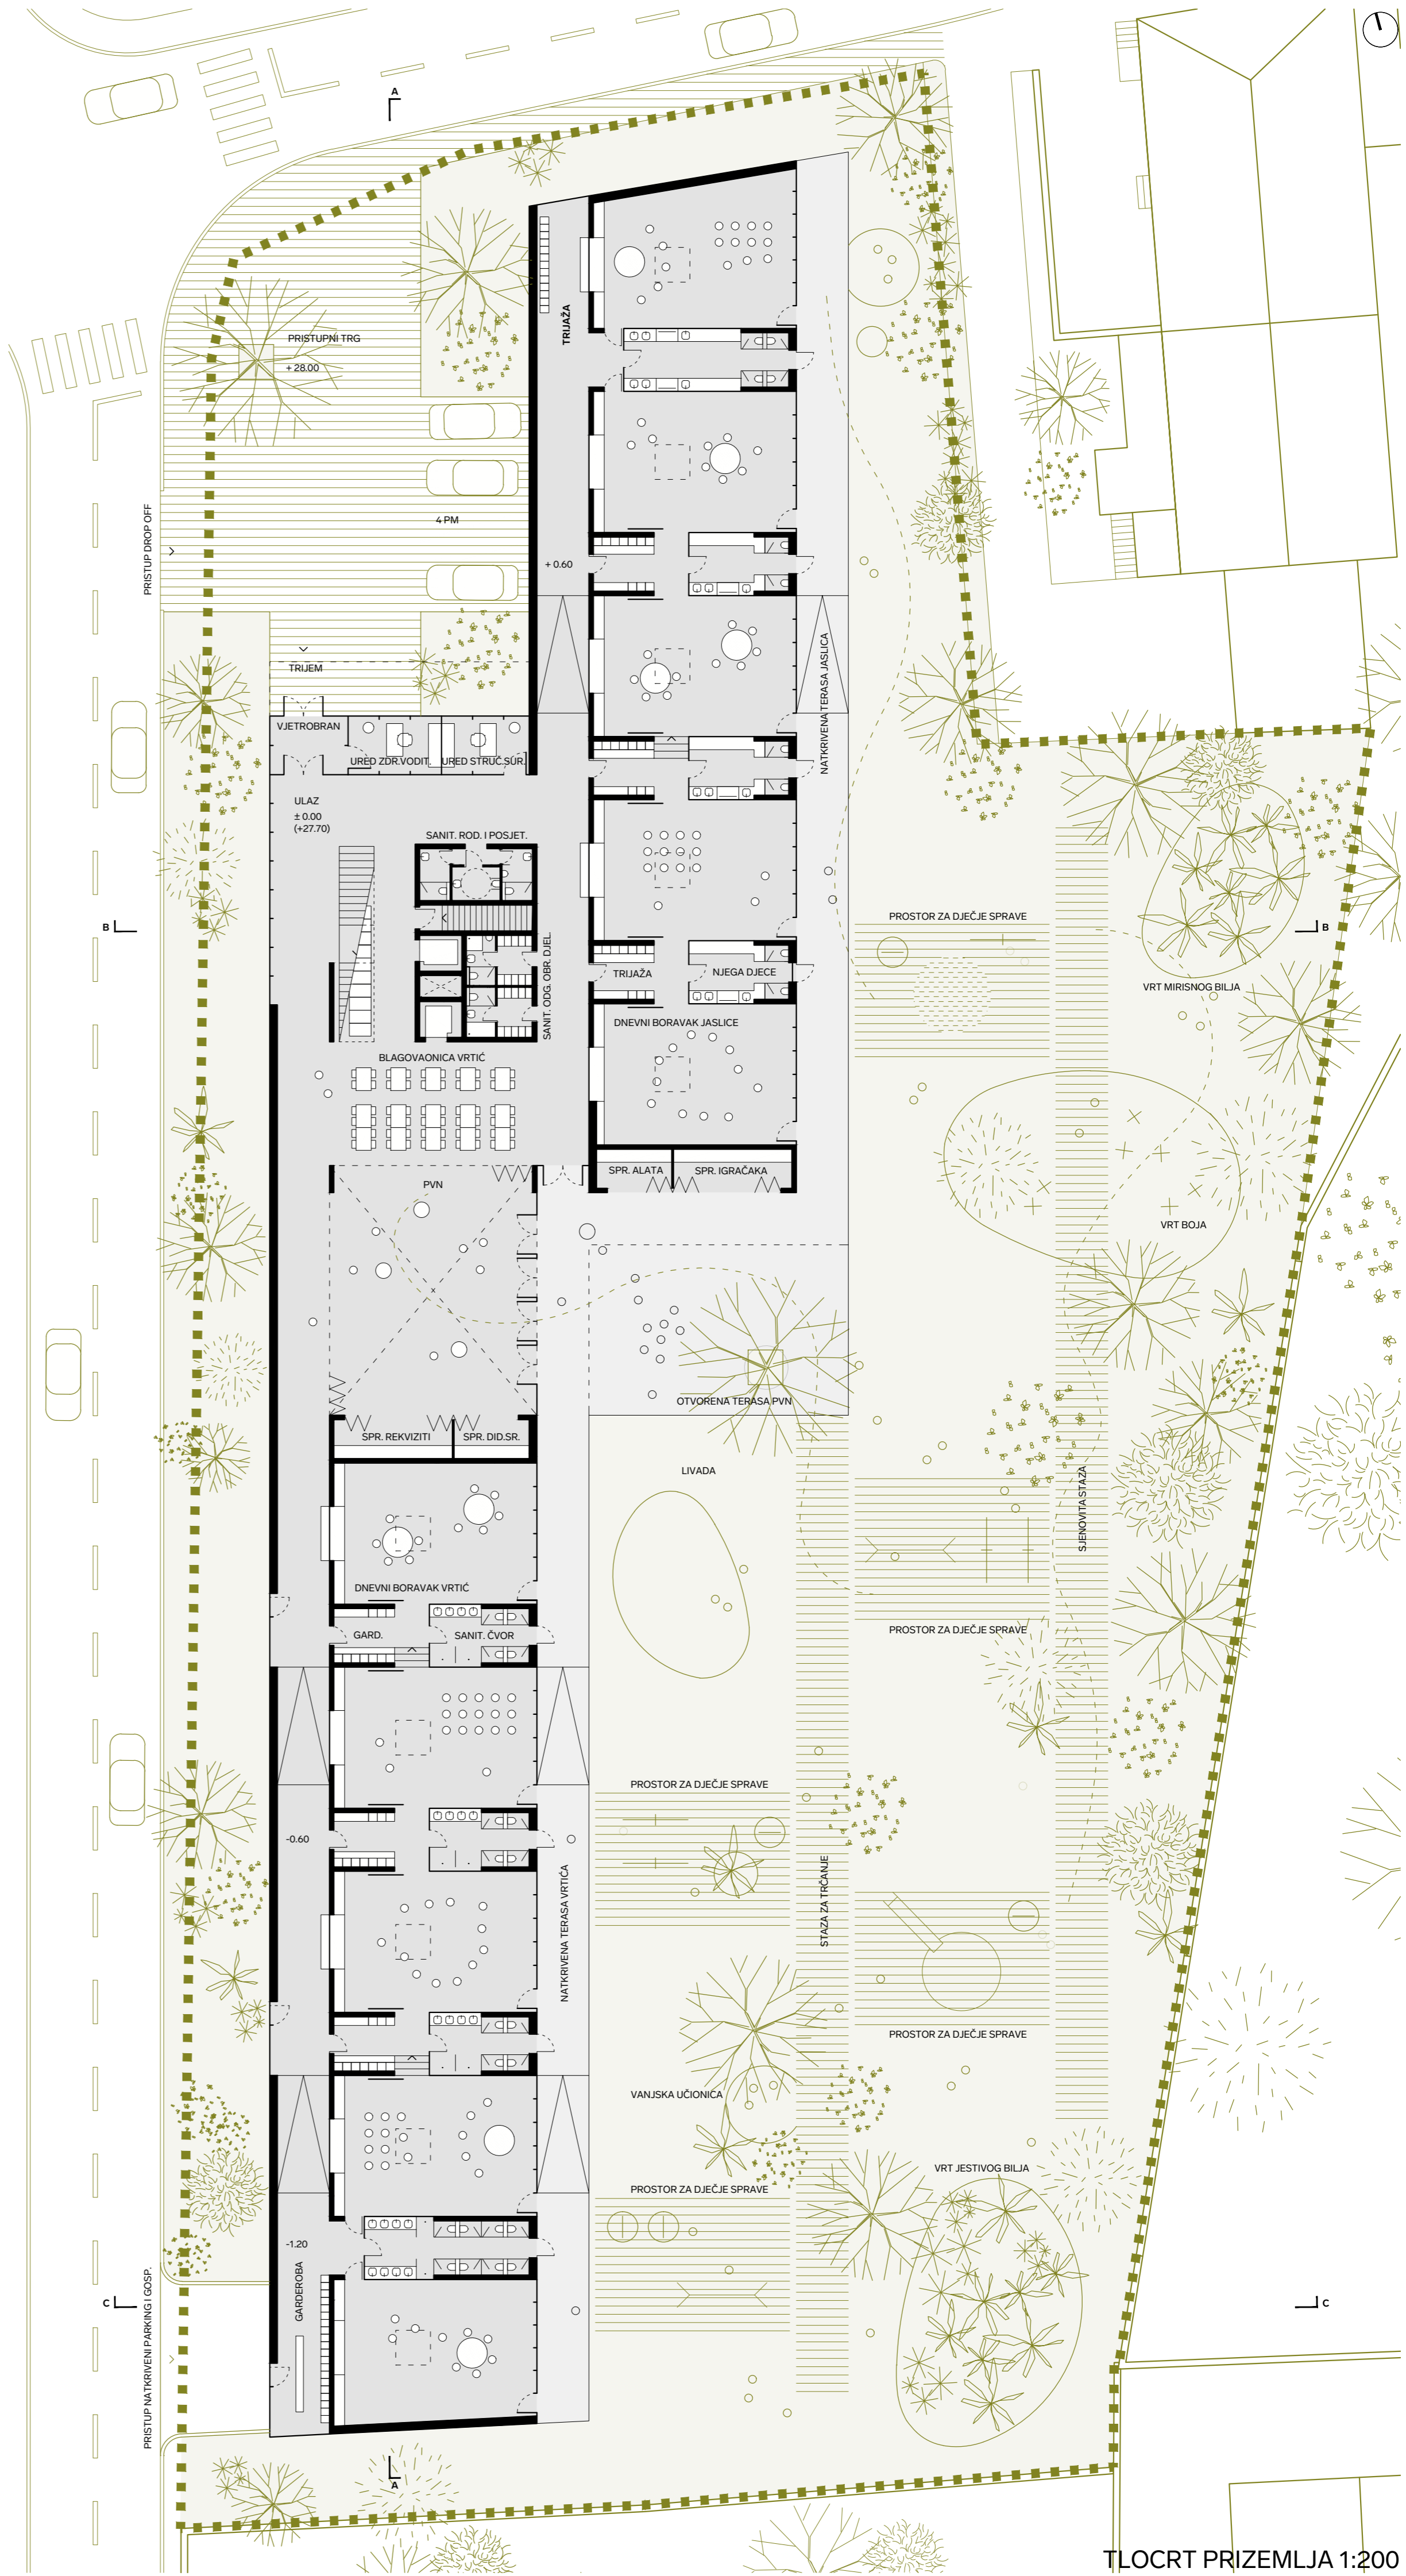 A
TRIJAŽA
PRISTUPNI TRG
+ 28.00
PRISTUP DROP OFF
4 PM
+ 0.60
TRIJEM
NATKRIVENA TERASA JASLICA
VJETROBRAN
URED ZDR.VODIT.
URED STRUČ.SUR.
ULAZ
± 0.00
(+27.70)
SANIT. ROD. I POSJET.
B
PROSTOR ZA DJEČJE SPRAVE
B
SANIT. ODG. OBR. DJEL.
TRIJAŽA
NJEGA DJECE
VRT MIRISNOG BILJA
DNEVNI BORAVAK JASLICE
BLAGOVAONICA VRTIĆ
SPR. ALATA
SPR. IGRAČAKA
PVN
VRT BOJA
x
OTVORENA TERASA PVN
SPR. REKVIZITI
SPR. DID.SR.
LIVADA
SJENOVITA STAZA
DNEVNI BORAVAK VRTIĆ
GARD.
SANIT. ČVOR
PROSTOR ZA DJEČJE SPRAVE
PROSTOR ZA DJEČJE SPRAVE
-0.60
NATKRIVENA TERASA VRTIĆA
STAZA ZA TRČANJE
PROSTOR ZA DJEČJE SPRAVE
VANJSKA UČIONICA
VRT JESTIVOG BILJA
PROSTOR ZA DJEČJE SPRAVE
-1.20
GARDEROBA
PRISTUP NATKRIVENI PARKING I GOSP.
C
C
A
TLOCRT PRIZEMLJA 1:200